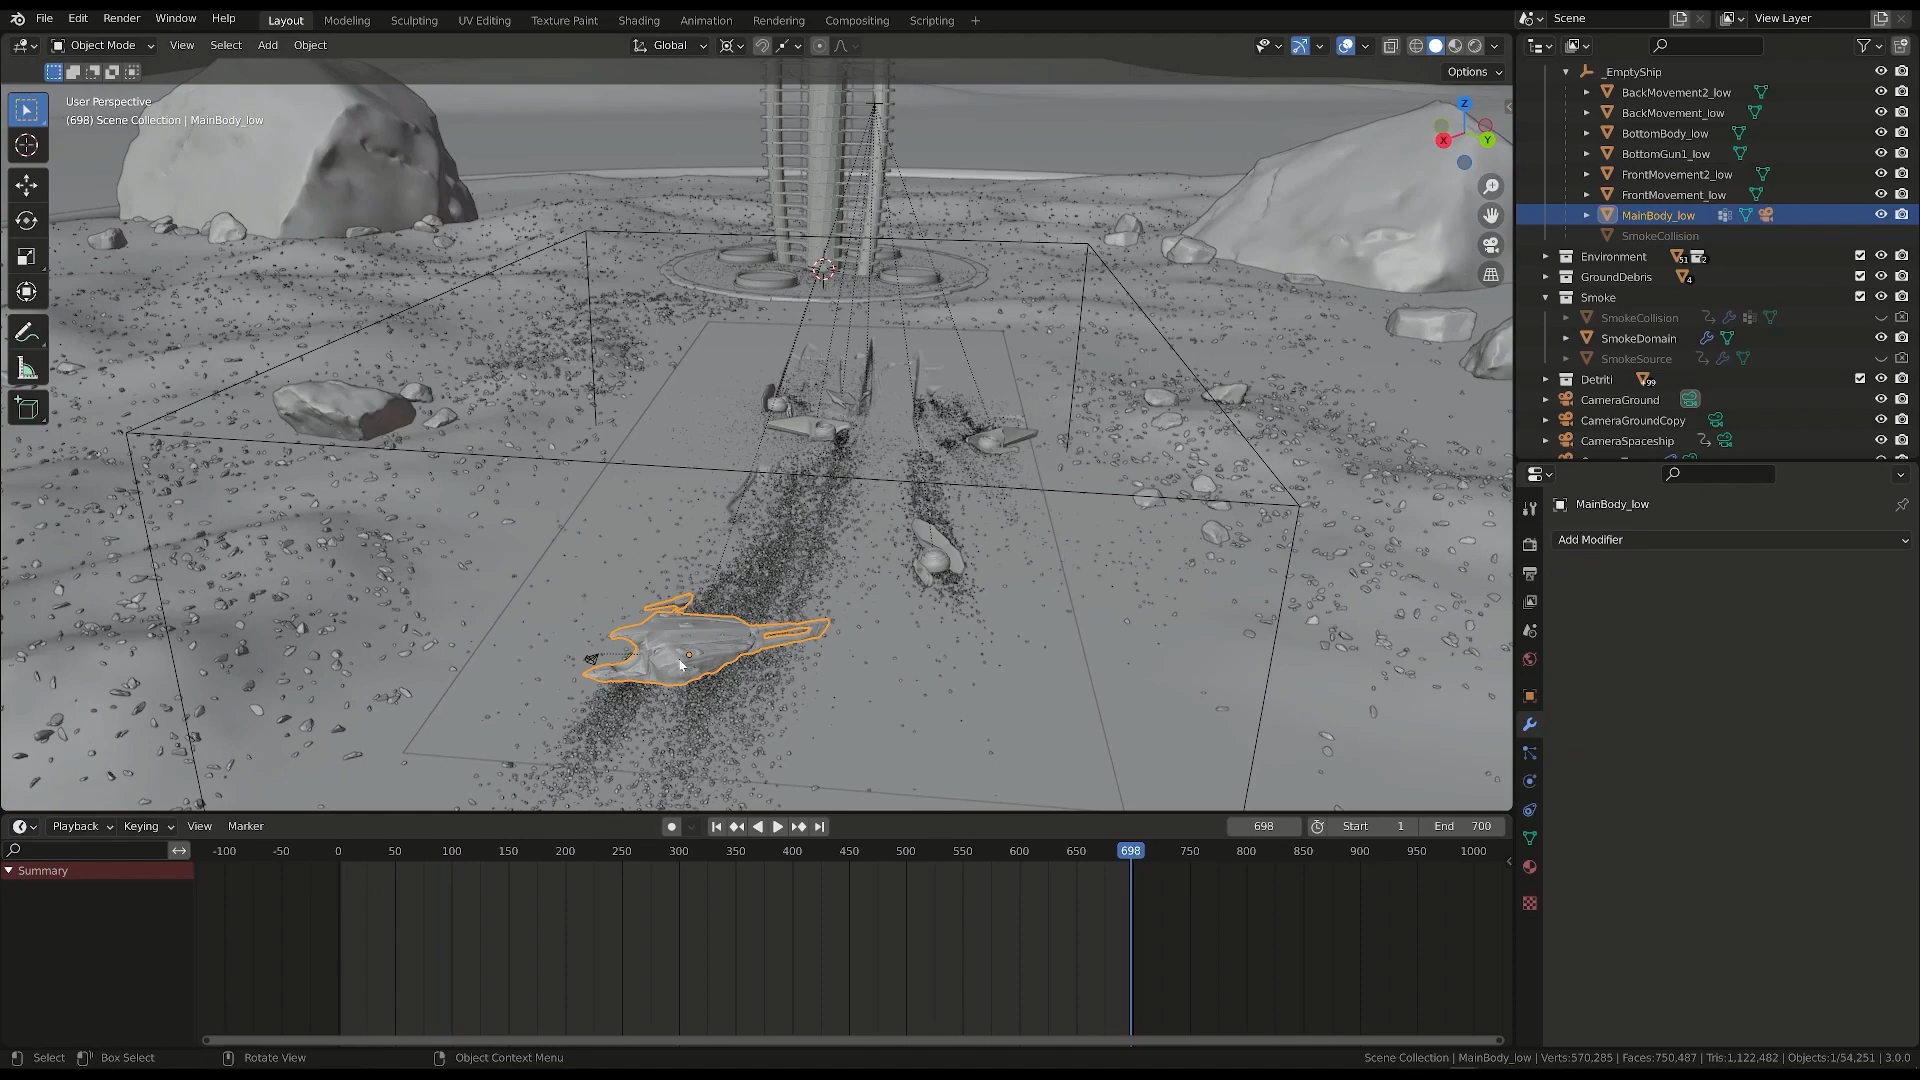 File Edit Render Window Help Layout Modeling Sculpting UV Editing Texture Paint Shading Animation Rendering Compositing Scripting + Scene View Layer
Object Mode View Select Add Object Global
Options
User Perspective
(698) Scene Collection | MainBody_low
Z
X Y
_EmptyShip
BackMovement2_low
BackMovement_low
BottomBody_low
BottomGun1_low
FrontMovement2_low
FrontMovement_low
MainBody_low
SmokeCollision
Environment 51 2
GroundDebris 4
Smoke
SmokeCollision
SmokeDomain
SmokeSource
Detriti +99
CameraGround
CameraGroundCopy
CameraSpaceship
MainBody_low
Add Modifier
Playback Keying View Marker 698 Start 1 End 700
-100 -50 0 50 100 150 200 250 300 350 400 450 500 550 600 650 698 750 800 850 900 950 1000
Summary
Select Box Select Rotate View Object Context Menu Scene Collection | MainBody_low | Verts:570,285 | Faces:750,487 | Tris:1,122,482 | Objects:1/54,251 | 3.0.0